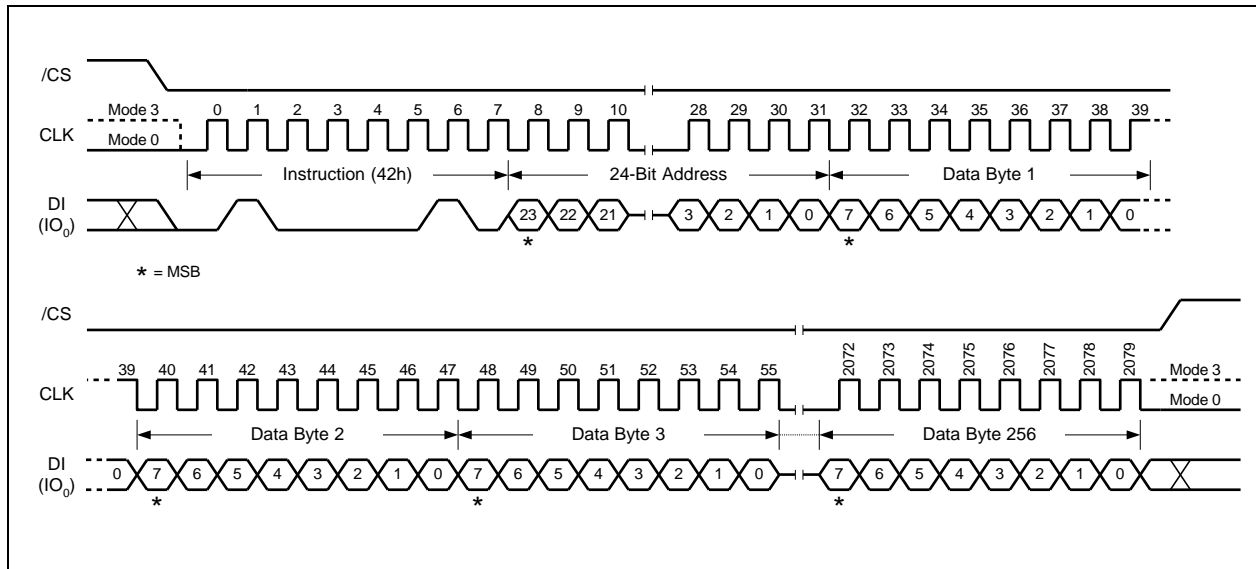 /CS
Mode 3 0 1 2 3 4 5 6 7 8 9 10 28 29 30 31 32 33 34 35 36 37 38 39
CLK
Mode 0
Instruction (42h) 24-Bit Address Data Byte 1
DI
(IO0)
23 22 21 3 2 1 0 7 6 5 4 3 2 1 0
* *
* = MSB
/CS
39 40 41 42 43 44 45 46 47 48 49 50 51 52 53 54 55 2072 2073 2074 2075 2076 2077 2078 2079 Mode 3
CLK
Mode 0
Data Byte 2 Data Byte 3 Data Byte 256
DI
(IO0)
0 7 6 5 4 3 2 1 0 7 6 5 4 3 2 1 0 7 6 5 4 3 2 1 0
* * *